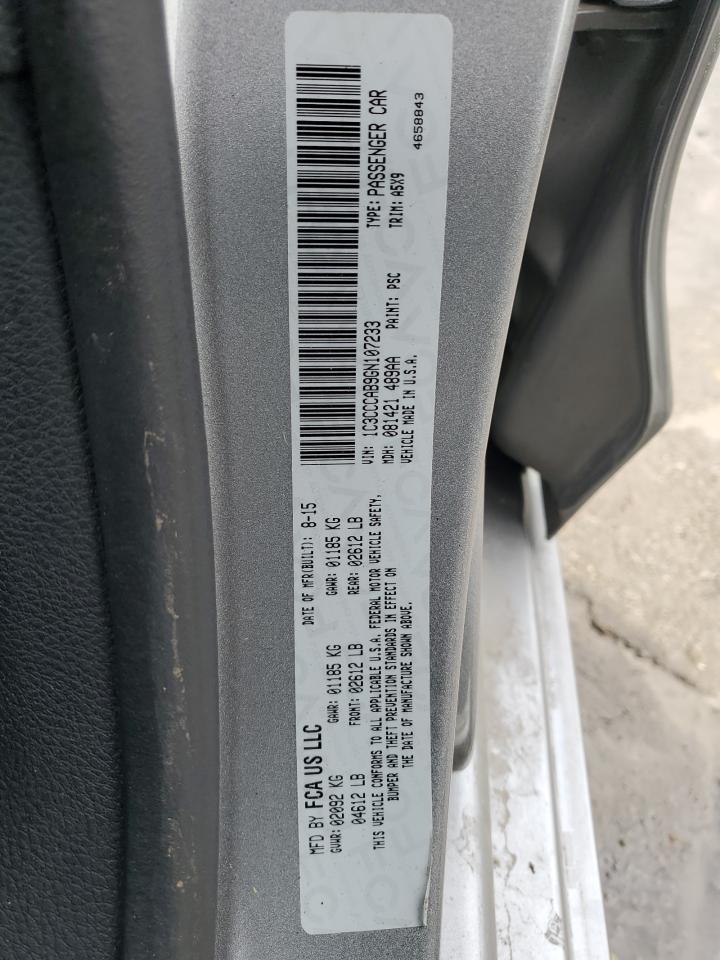 MFD BY FCA US LLC
DATE OF MFR(BUILT): 8-15
GVWR: 02092 KG
GAWR: 01185 KG
GAWR: 01185 KG
04612 LB
FRONT: 02612 LB
REAR: 02612 LB
THIS VEHICLE CONFORMS TO ALL APPLICABLE U.S.A. FEDERAL MOTOR VEHICLE SAFETY,
BUMPER AND THEFT PREVENTION STANDARDS IN EFFECT ON
THE DATE OF MANUFACTURE SHOWN ABOVE.
VIN: 1C3CCCAB9GN107233
TYPE: PASSENGER CAR
MDH: 081421 489AA
PAINT: PSC
TRIM: A5X9
VEHICLE MADE IN U.S.A.
4658843